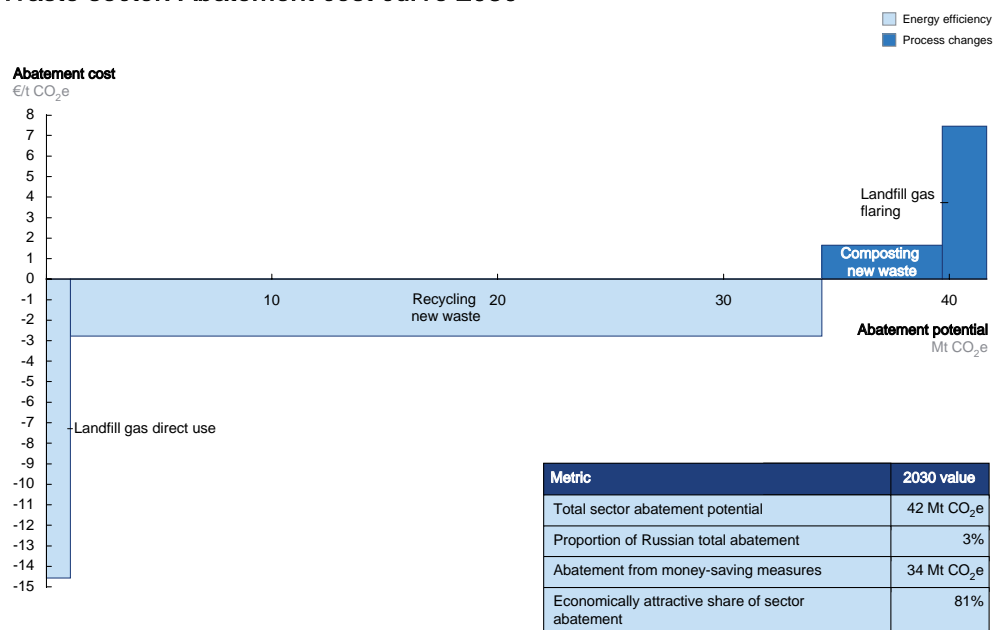 Energy efficiency
Process changes
Abatement cost
€/t CO2e
8
7
6
5
4
3
2
1
0
-1
-2
-3
-4
-5
-6
-7
-8
-9
-10
-11
-12
-13
-14
-15
10
20
30
40
Landfill gas
flaring
Composting
new waste
Recycling
new waste
Abatement potential
Mt CO2e
Landfill gas direct use
Metric 2030 value
Total sector abatement potential 42 Mt CO2e
Proportion of Russian total abatement 3%
Abatement from money-saving measures 34 Mt CO2e
Economically attractive share of sector 81%
abatement